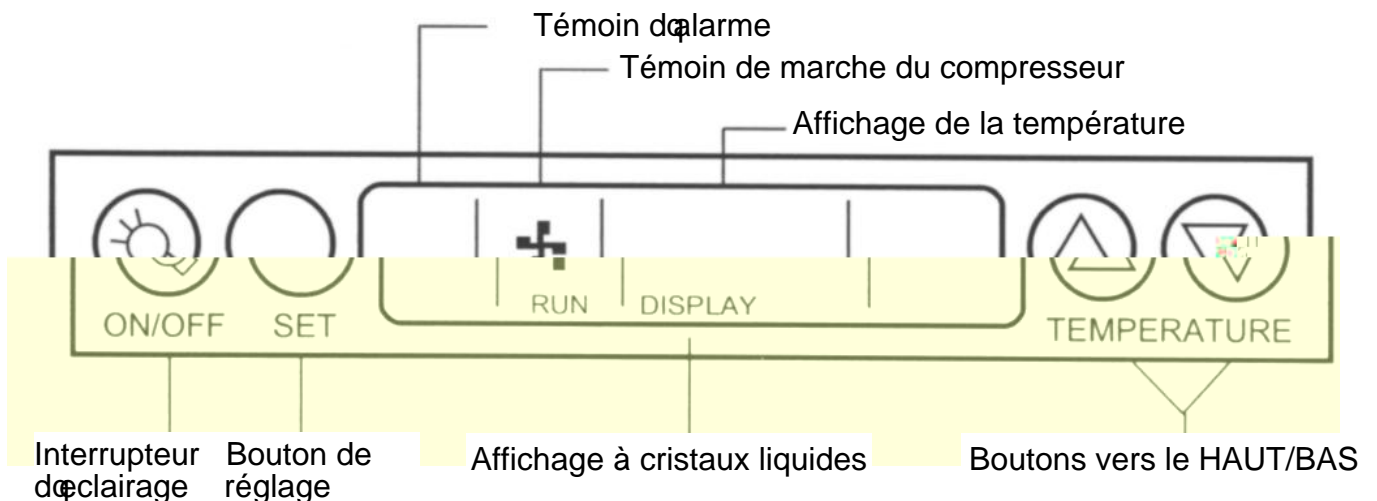 Témoin dqalarme
Témoin de marche du compresseur
Affichage de la température
RUN
DISPLAY
ON/OFF
SET
TEMPERATURE
Interrupteur
dqeclairage
Bouton de
réglage
Affichage à cristaux liquides
Boutons vers le HAUT/BAS